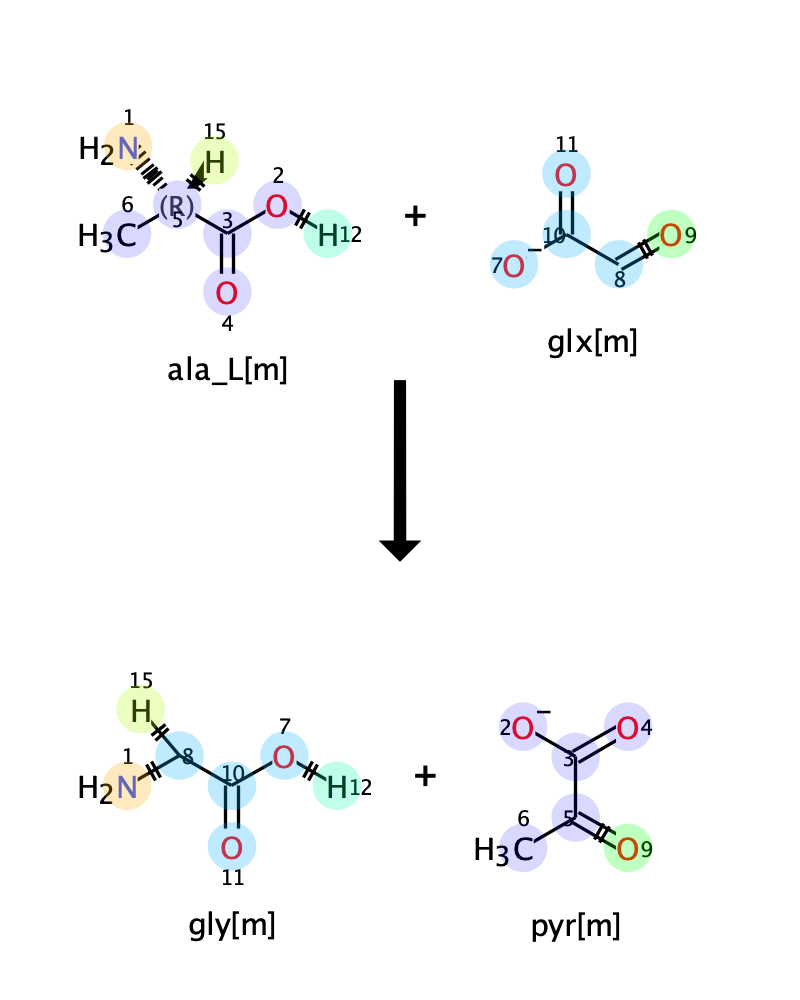 1
15
H₂N
H
11
2
6
(R)
O
O
5
3
+
H₃C
H12
10
O9
7O⁻
8
O
4
glx[m]
ala_L[m]
15
H
2O⁻
O4
1
7
8
3
10
O
+
H₂N
H12
6
5
O
H₃C
O9
11
gly[m]
pyr[m]